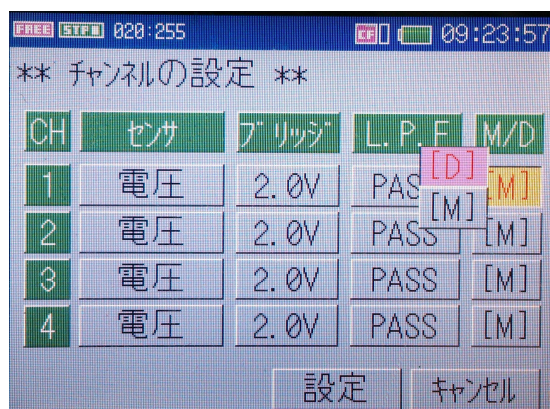 FREE STPM 020:255 CF 09:23:57
** チャンネルの設定 **
CH センサ ブリッジ L.P.F M/D
[D]
1 電圧 2.0V PAS [M]
[M]
2 電圧 2.0V PASS [M]
3 電圧 2.0V PASS [M]
4 電圧 2.0V PASS [M]
設定 キャンセル